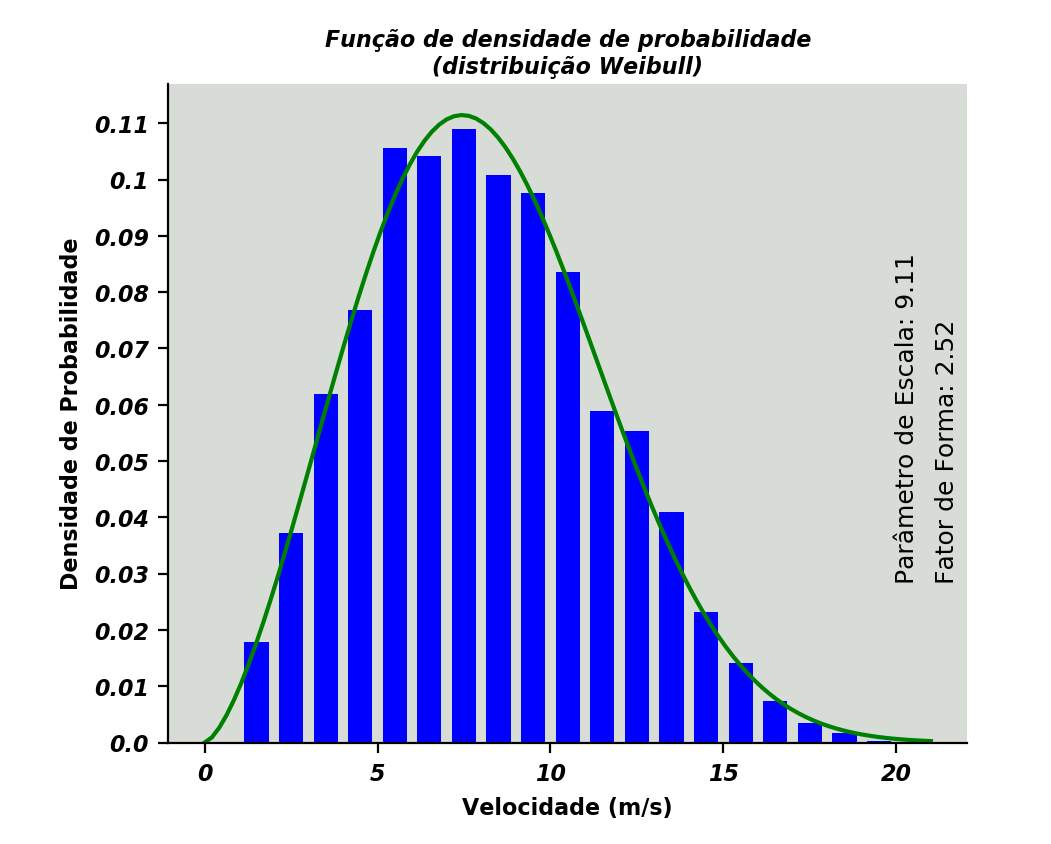 Função de densidade de probabilidade
(distribuição Weibull)
0.11
0.1
0.09
0.08
0.07
0.06
0.05
0.04
0.03
0.02
0.01
0.0
Densidade de Probabilidade
Parâmetro de Escala: 9.11
Fator de Forma: 2.52
0 5 10 15 20
Velocidade (m/s)